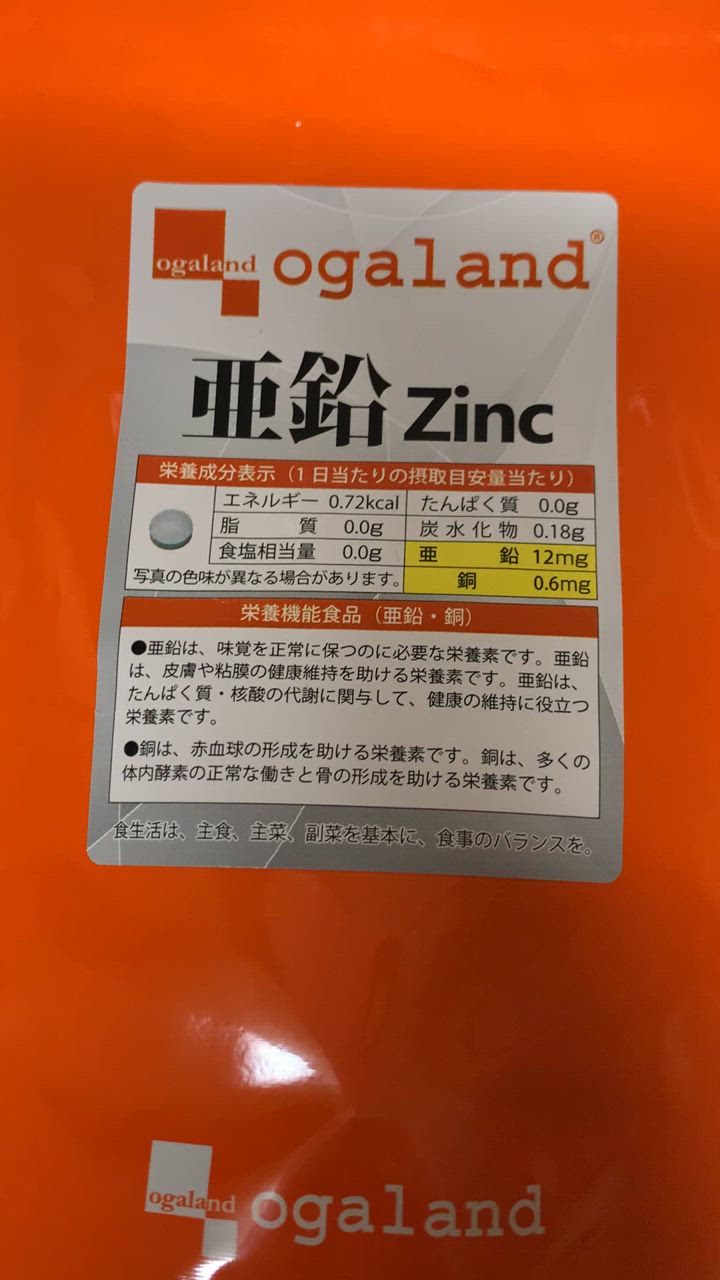 ogaland ogaland®
亜鉛 Zinc
栄養成分表示（1日当たりの摂取目安量当たり）
エネルギー 0.72kcal たんぱく質 0.0g
脂質 0.0g 炭水化物 0.18g
食塩相当量 0.0g 亜鉛 12mg
写真の色味が異なる場合があります。 銅 0.6mg
栄養機能食品（亜鉛・銅）
●亜鉛は、味覚を正常に保つのに必要な栄養素です。亜鉛
は、皮膚や粘膜の健康維持を助ける栄養素です。亜鉛は、
たんぱく質・核酸の代謝に関与して、健康の維持に役立つ
栄養素です。
●銅は、赤血球の形成を助ける栄養素です。銅は、多くの
体内酵素の正常な働きと骨の形成を助ける栄養素です。
食生活は、主食、主菜、副菜を基本に、食事のバランスを。
ogaland ogaland